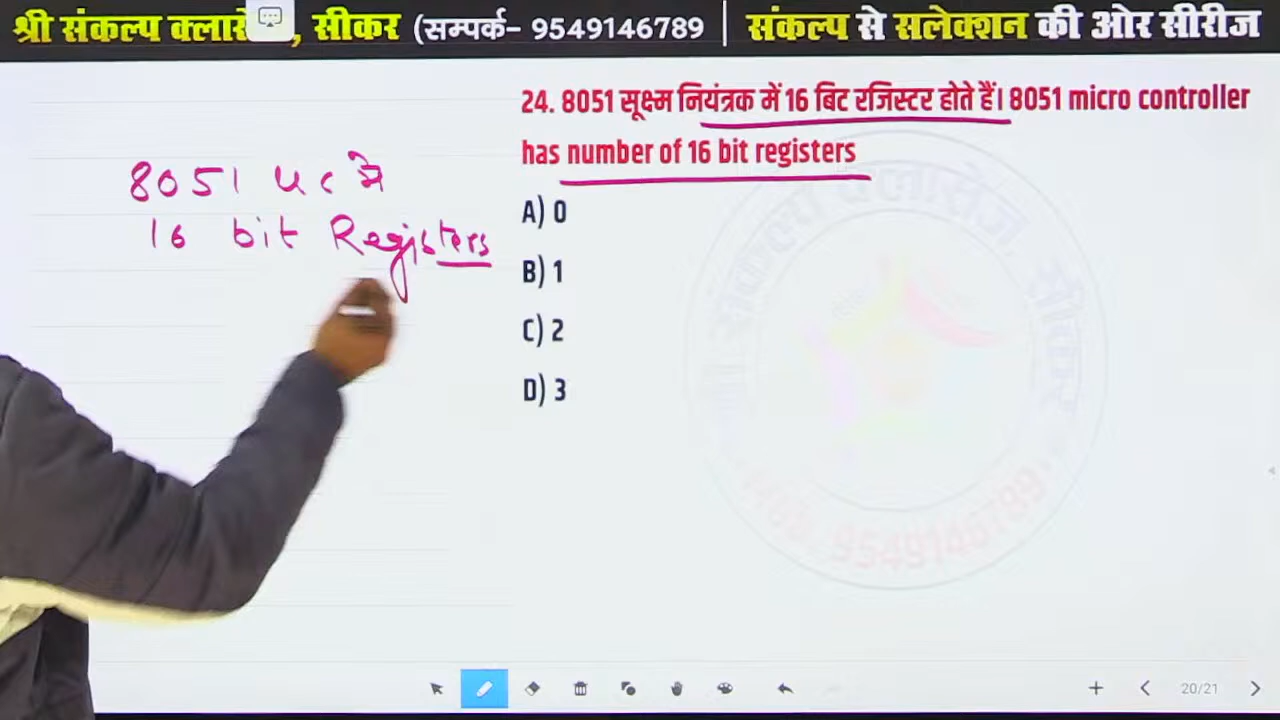 श्री संकल्प क्लासे, सीकर (सम्पर्क– 9549146789 | संकल्प से सलेक्शन की ओर सीरीज
24. 8051 सूक्ष्म नियंत्रक में 16 बिट रजिस्टर होते हैं। 8051 micro controller
has number of 16 bit registers
A) 0
B) 1
C) 2
D) 3
8051 uc में
16 bit Registers
9549146789
20/21